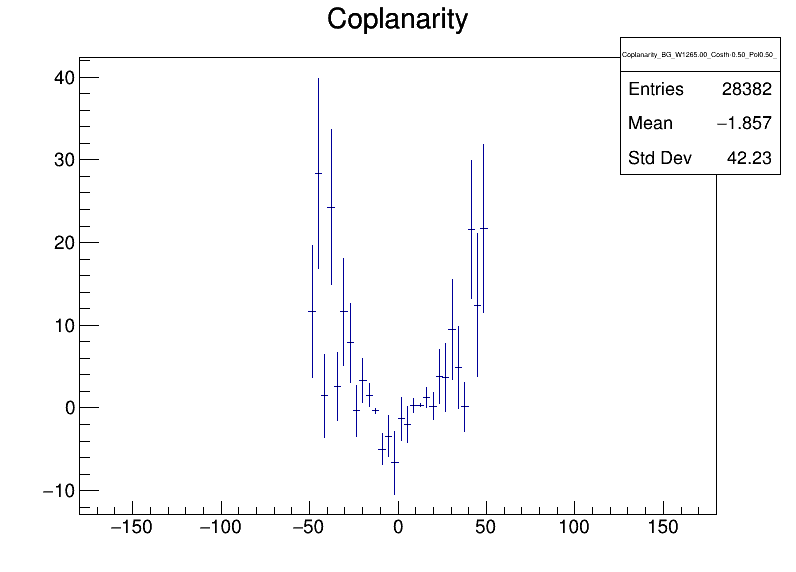 Coplanarity
Coplanarity_BG_W1265.00_Costh-0.50_Pol0.50_
Entries 28382
Mean −1.857
Std Dev 42.23
40
30
20
10
0
−10
−150 −100 −50 0 50 100 150